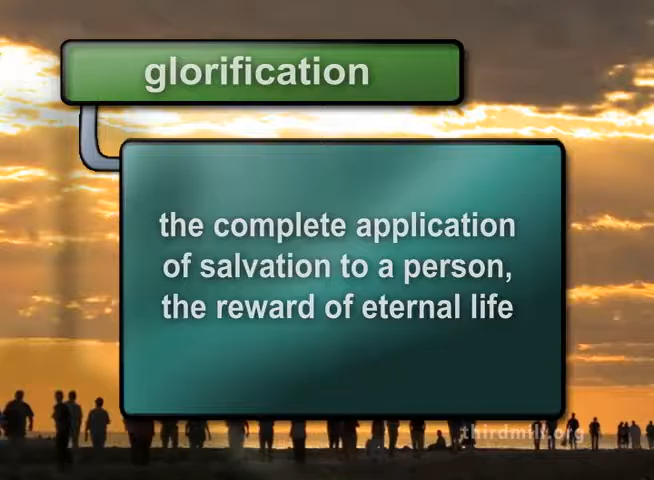 glorification
the complete application
of salvation to a person,
the reward of eternal life
thirdmill.org